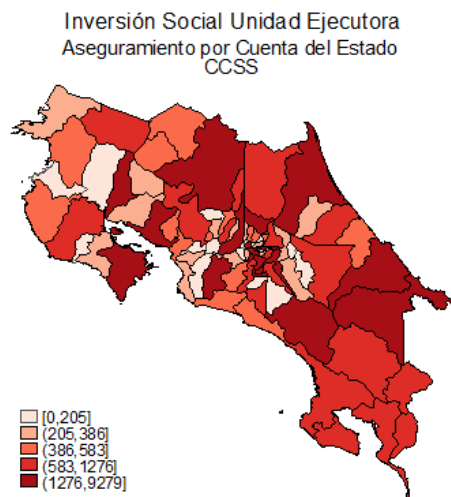 Inversión Social Unidad Ejecutora
Aseguramiento por Cuenta del Estado
CCSS
[0,205]
(205,386]
(386,583]
(583,1276]
(1276,9279]